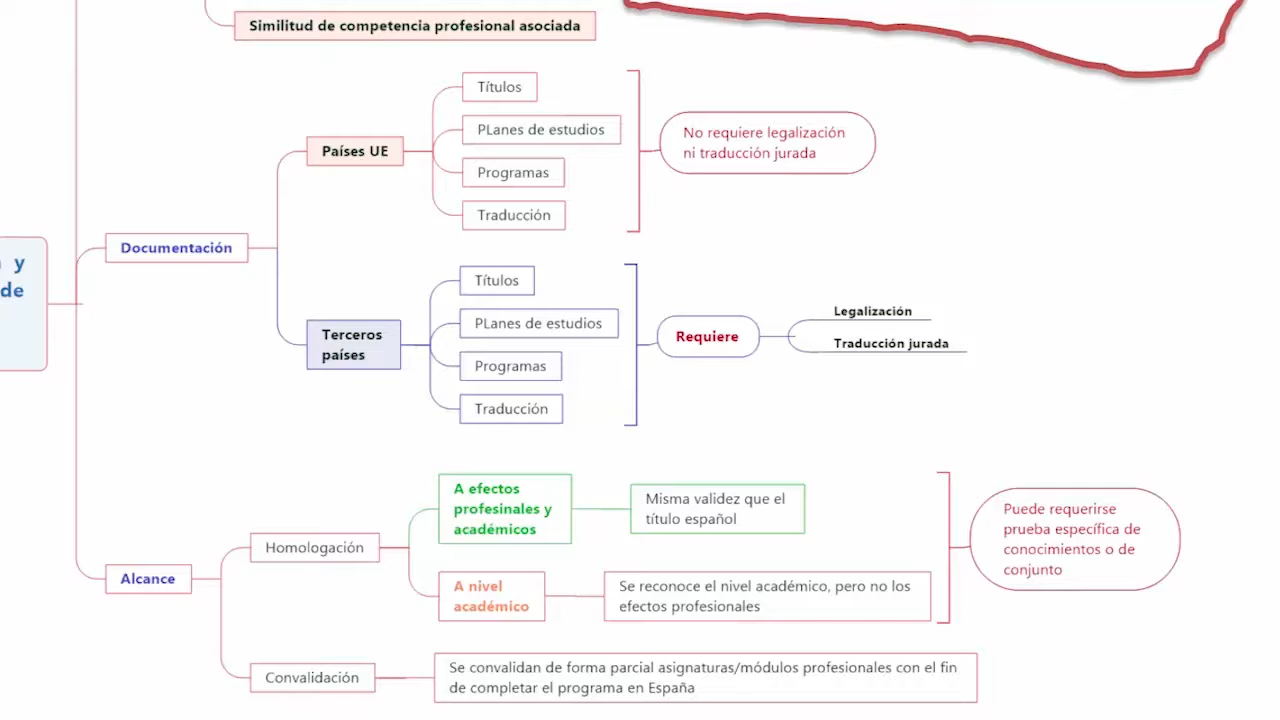 Similitud de competencia profesional asociada
Títulos
PLanes de estudios
Países UE
Programas
Traducción
No requiere legalización
ni traducción jurada
Documentación
y
de
Títulos
PLanes de estudios
Terceros
países
Programas
Traducción
Requiere
Legalización
Traducción jurada
A efectos
profesinales y
académicos
Misma validez que el
título español
Homologación
Alcance
A nivel
académico
Se reconoce el nivel académico, pero no los
efectos profesionales
Puede requerirse
prueba específica de
conocimientos o de
conjunto
Convalidación
Se convalidan de forma parcial asignaturas/módulos profesionales con el fin
de completar el programa en España